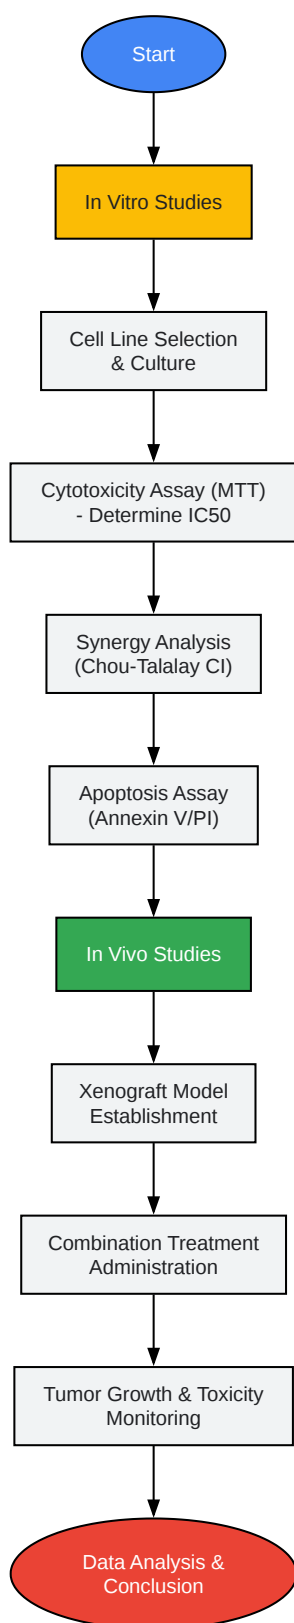 Start
In Vitro Studies
Cell Line Selection
& Culture
Cytotoxicity Assay (MTT)
- Determine IC50
Synergy Analysis
(Chou-Talalay CI)
Apoptosis Assay
(Annexin V/PI)
In Vivo Studies
Xenograft Model
Establishment
Combination Treatment
Administration
Tumor Growth & Toxicity
Monitoring
Data Analysis &
Conclusion